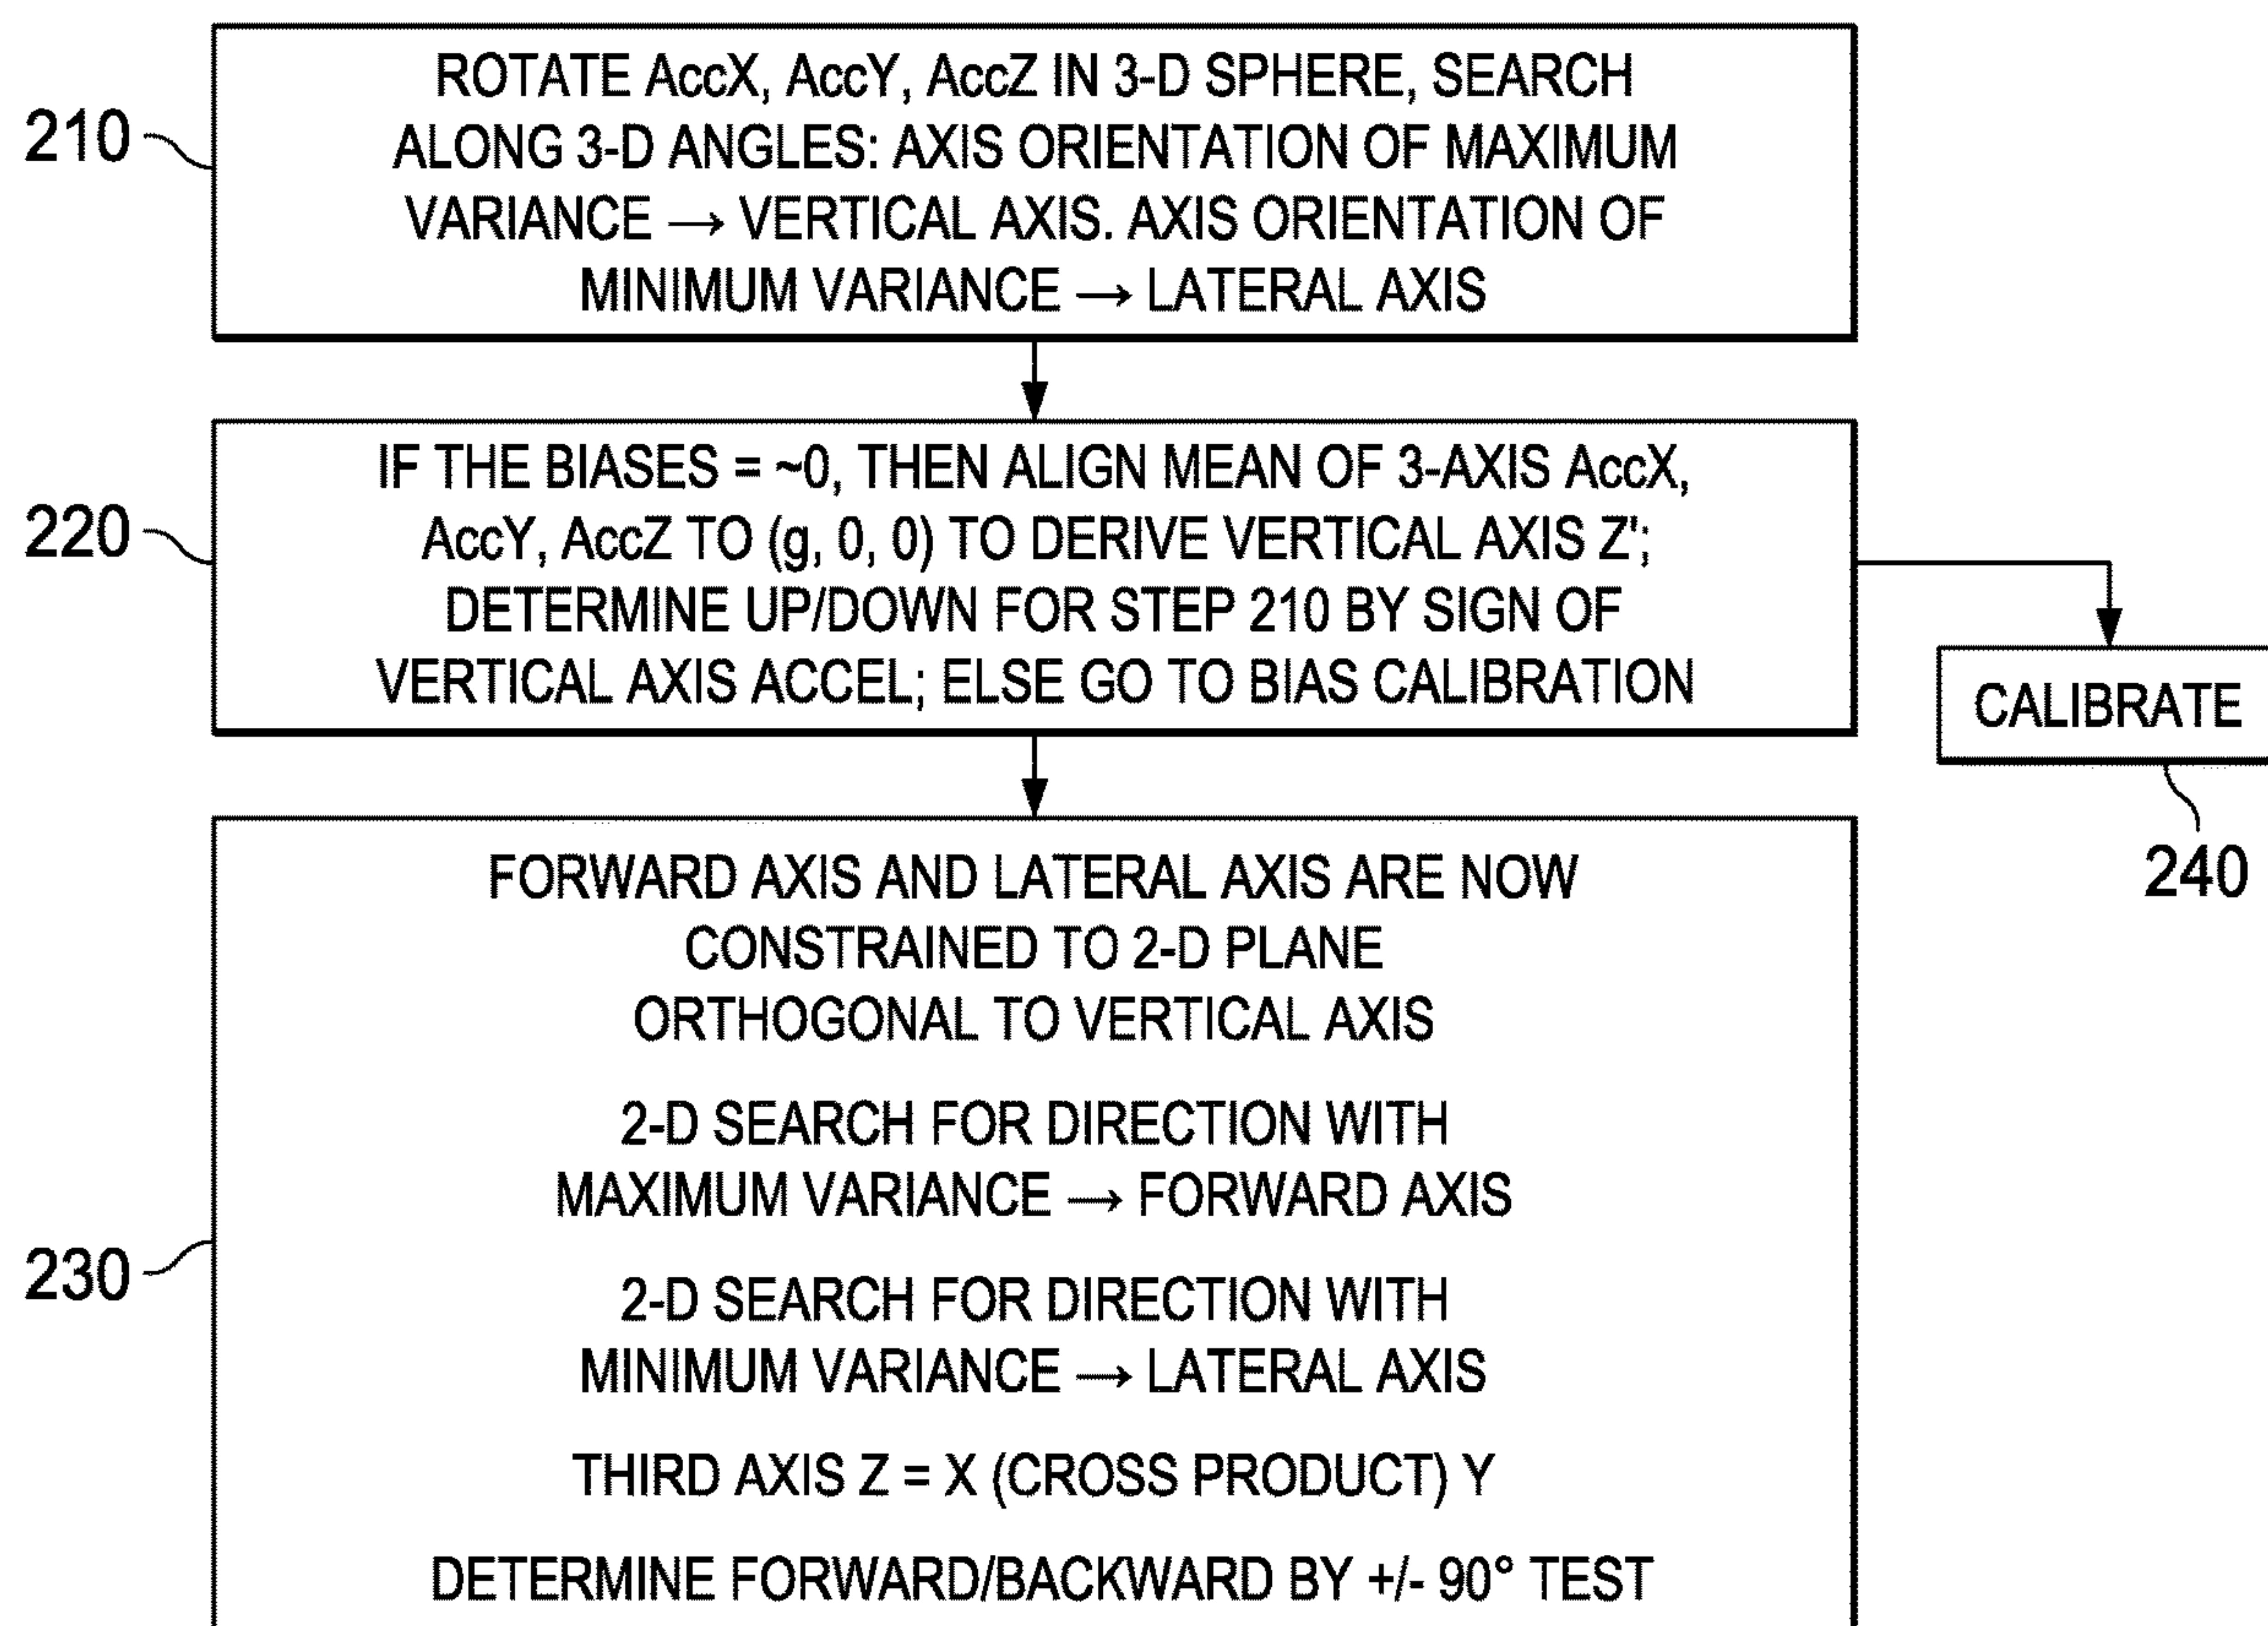 210
ROTATE AccX, AccY, AccZ IN 3-D SPHERE, SEARCH
ALONG 3-D ANGLES: AXIS ORIENTATION OF MAXIMUM
VARIANCE → VERTICAL AXIS. AXIS ORIENTATION OF
MINIMUM VARIANCE → LATERAL AXIS
220
IF THE BIASES = ~0, THEN ALIGN MEAN OF 3-AXIS AccX,
AccY, AccZ TO (g, 0, 0) TO DERIVE VERTICAL AXIS Z';
DETERMINE UP/DOWN FOR STEP 210 BY SIGN OF
VERTICAL AXIS ACCEL; ELSE GO TO BIAS CALIBRATION
CALIBRATE
240
230
FORWARD AXIS AND LATERAL AXIS ARE NOW
CONSTRAINED TO 2-D PLANE
ORTHOGONAL TO VERTICAL AXIS
2-D SEARCH FOR DIRECTION WITH
MAXIMUM VARIANCE → FORWARD AXIS
2-D SEARCH FOR DIRECTION WITH
MINIMUM VARIANCE → LATERAL AXIS
THIRD AXIS Z = X (CROSS PRODUCT) Y
DETERMINE FORWARD/BACKWARD BY +/- 90° TEST